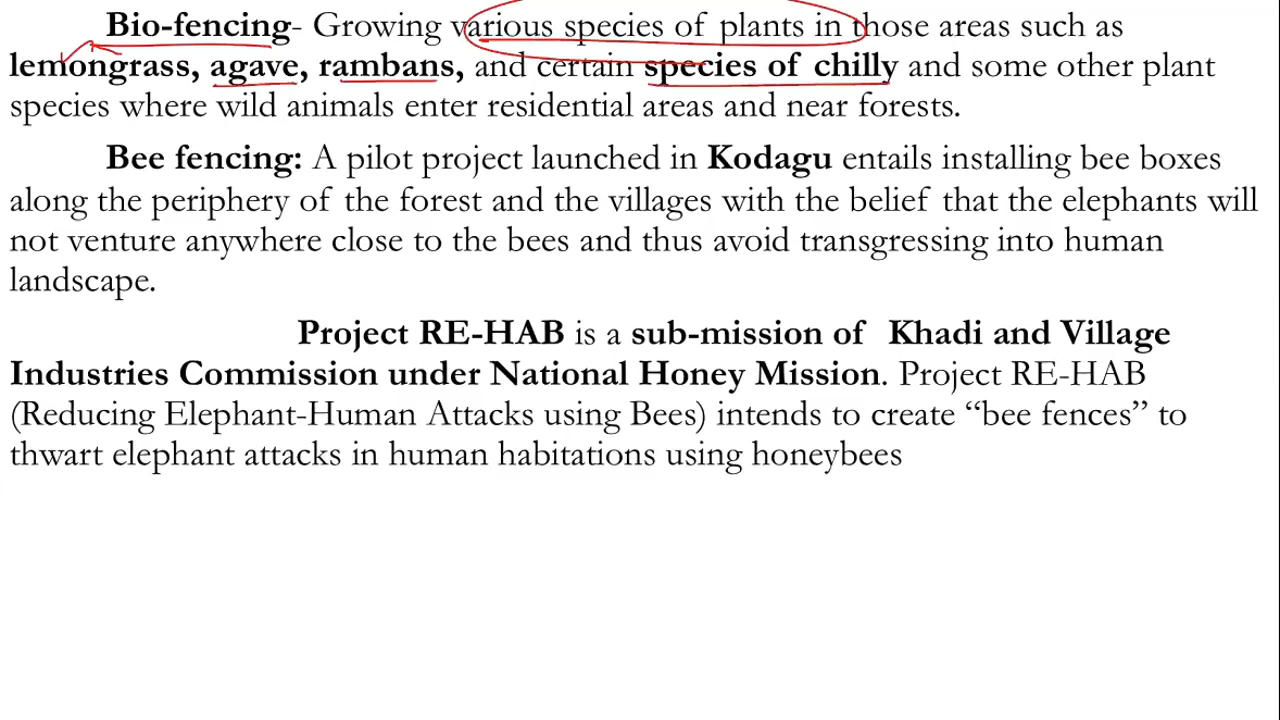 Bio-fencing- Growing various species of plants in those areas such as
lemongrass, agave, rambans, and certain species of chilly and some other plant
species where wild animals enter residential areas and near forests.
Bee fencing: A pilot project launched in Kodagu entails installing bee boxes
along the periphery of the forest and the villages with the belief that the elephants will
not venture anywhere close to the bees and thus avoid transgressing into human
landscape.
Project RE-HAB is a sub-mission of Khadi and Village
Industries Commission under National Honey Mission. Project RE-HAB
(Reducing Elephant-Human Attacks using Bees) intends to create “bee fences” to
thwart elephant attacks in human habitations using honeybees